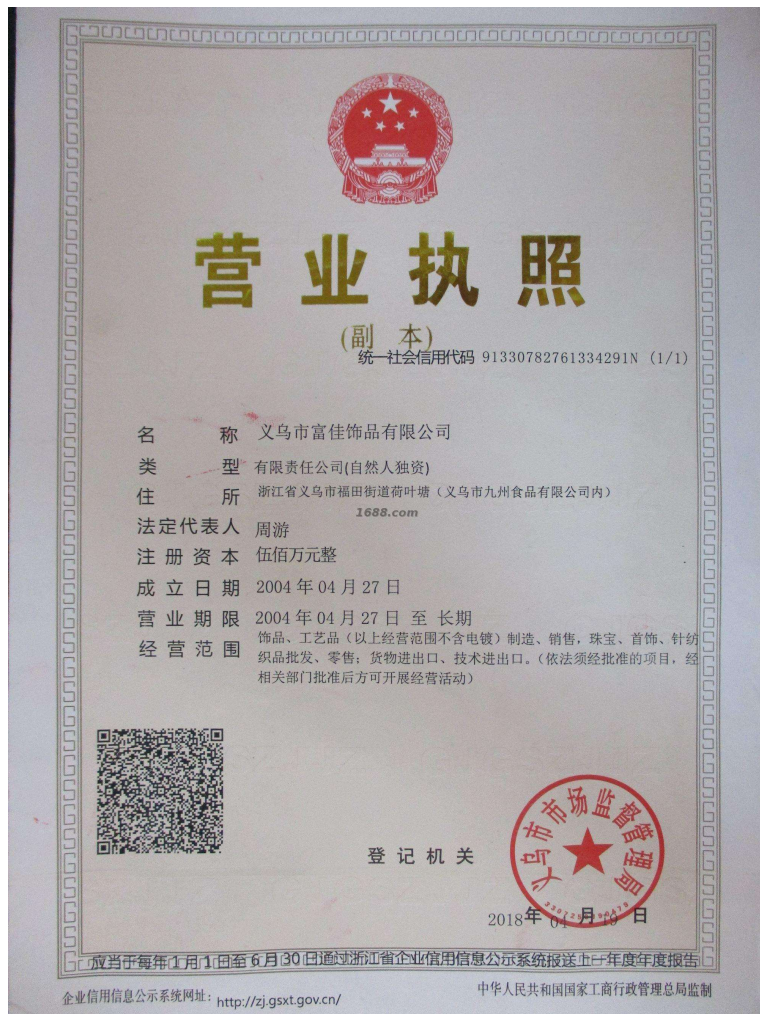 营业执照
(副 本)
统一社会信用代码 91330782761334291N (1/1)
名 称 义乌市富佳饰品有限公司
类 型 有限责任公司(自然人独资)
住 所 浙江省义乌市福田街道荷叶塘（义乌市九州食品有限公司内）
1688.com
法定代表人 周游
注册资本 伍佰万元整
成立日期 2004年04月27日
营业期限 2004年04月27日 至 长期
经营范围 饰品、工艺品（以上经营范围不含电镀）制造、销售，珠宝、首饰、针纺
织品批发、零售；货物进出口、技术进出口。（依法须经批准的项目，经
相关部门批准后方可开展经营活动）
义乌市市场监督管理局
登记机关
2018年04月19日
应当于每年1月1日至6月30日通过浙江省企业信用信息公示系统报送上一年度年度报告
企业信用信息公示系统网址：http://zj.gsxt.gov.cn/
中华人民共和国国家工商行政管理总局监制